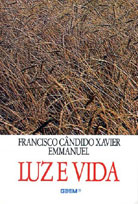 FRANCISCO CÂNDIDO XAVIER
EMMANUEL
LUZ E VIDA